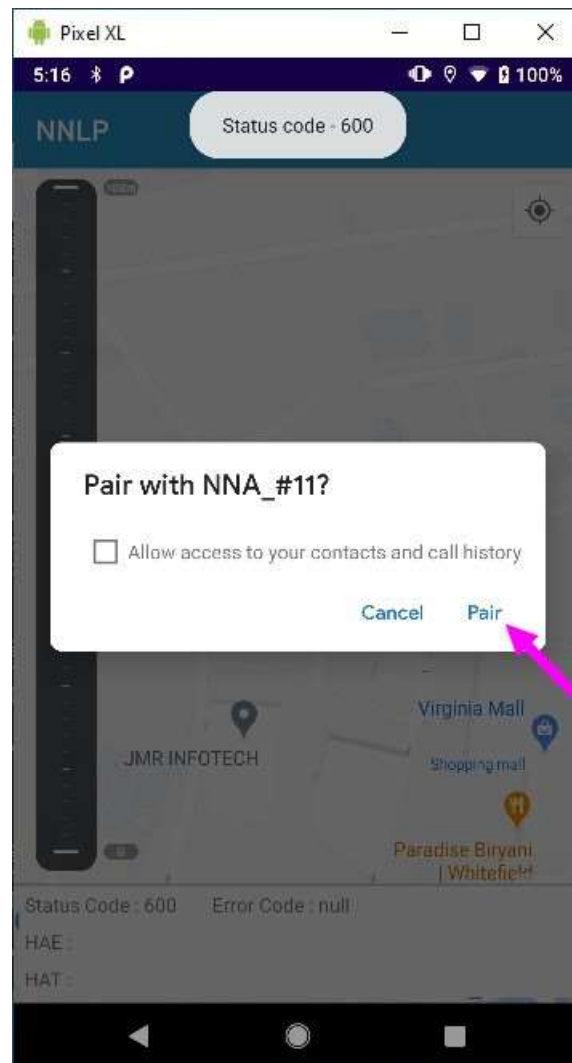 Pixel XL
5:16 100%
NNLP
Status code - 600
Pair with NNA_#11?
Allow access to your contacts and call history
Cancel Pair
Virginia Mall
JMR INFOTECH
Shopping mall
Paradise Biryani
| Whitefield
Status Code : 600 Error Code : null
HAE :
HAT :